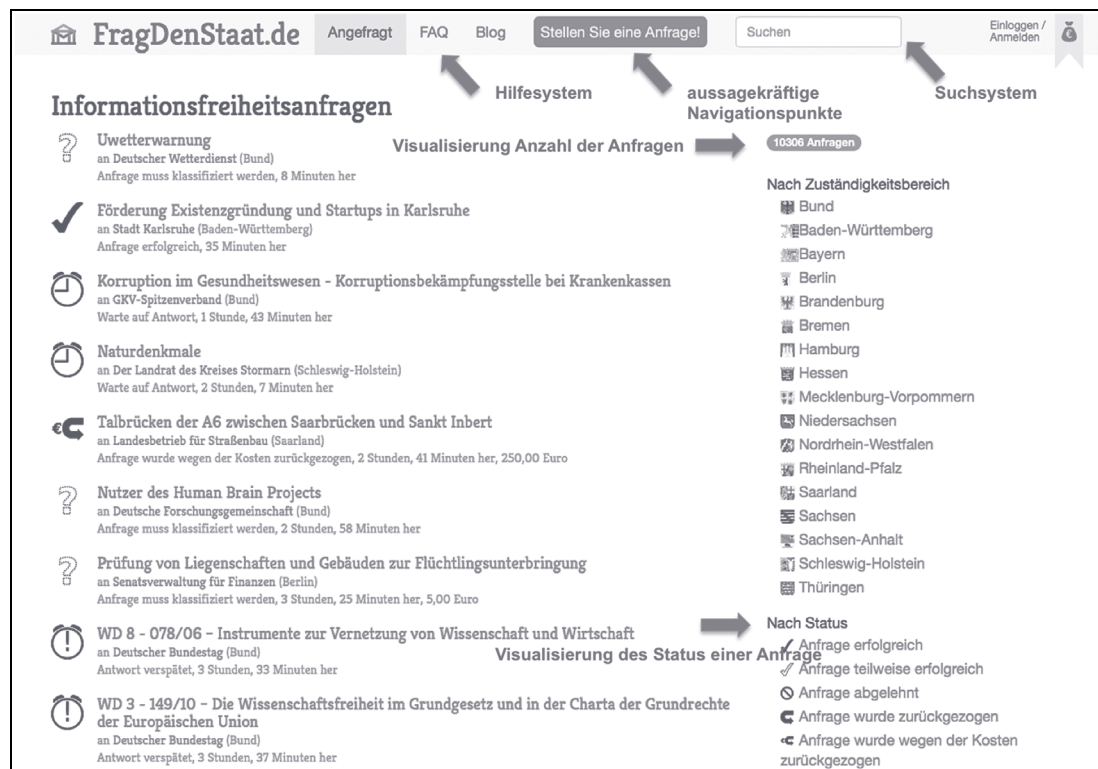 FragDenStaat.de Angefragt FAQ Blog Stellen Sie eine Anfrage! Suchen Einloggen /
Anmelden
Hilfesystem
aussagekräftige
Navigationspunkte
Suchsystem
Informationsfreiheitsanfragen
Visualisierung Anzahl der Anfragen
10306 Anfragen
Uwetterwarnung
an Deutscher Wetterdienst (Bund)
Anfrage muss klassifiziert werden, 8 Minuten her
Förderung Existenzgründung und Startups in Karlsruhe
an Stadt Karlsruhe (Baden-Württemberg)
Anfrage erfolgreich, 35 Minuten her
Korruption im Gesundheitswesen - Korruptionsbekämpfungsstelle bei Krankenkassen
an GKV-Spitzenverband (Bund)
Warte auf Antwort, 1 Stunde, 43 Minuten her
Naturdenkmale
an Der Landrat des Kreises Stormarn (Schleswig-Holstein)
Warte auf Antwort, 2 Stunden, 7 Minuten her
Talbrücken der A6 zwischen Saarbrücken und Sankt Inbert
an Landesbetrieb für Straßenbau (Saarland)
Anfrage wurde wegen der Kosten zurückgezogen, 2 Stunden, 41 Minuten her, 250,00 Euro
Nutzer des Human Brain Projects
an Deutsche Forschungsgemeinschaft (Bund)
Anfrage muss klassifiziert werden, 2 Stunden, 58 Minuten her
Prüfung von Liegenschaften und Gebäuden zur Flüchtlingsunterbringung
an Senatsverwaltung für Finanzen (Berlin)
Anfrage muss klassifiziert werden, 3 Stunden, 25 Minuten her, 5,00 Euro
WD 8 - 078/06 – Instrumente zur Vernetzung von Wissenschaft und Wirtschaft
an Deutscher Bundestag (Bund)
Antwort verspätet, 3 Stunden, 33 Minuten her
WD 3 - 149/10 – Die Wissenschaftsfreiheit im Grundgesetz und in der Charta der Grundrechte
der Europäischen Union
an Deutscher Bundestag (Bund)
Antwort verspätet, 3 Stunden, 37 Minuten her
Nach Zuständigkeitsbereich
Bund
Baden-Württemberg
Bayern
Berlin
Brandenburg
Bremen
Hamburg
Hessen
Mecklenburg-Vorpommern
Niedersachsen
Nordrhein-Westfalen
Rheinland-Pfalz
Saarland
Sachsen
Sachsen-Anhalt
Schleswig-Holstein
Thüringen
Nach Status
Visualisierung des Status einer Anfrage
Anfrage erfolgreich
Anfrage teilweise erfolgreich
Anfrage abgelehnt
Anfrage wurde zurückgezogen
Anfrage wurde wegen der Kosten
zurückgezogen